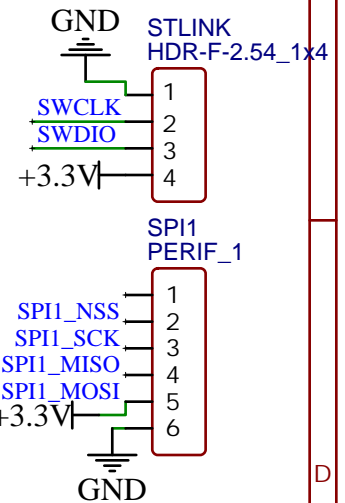 GND
STLINK
HDR-F-2.54_1x4
1
SWCLK
2
SWDIO
3
+3.3V
4
SPI1
PERIF_1
1
SPI1_NSS
2
SPI1_SCK
3
SPI1_MISO
4
SPI1_MOSI
5
+3.3V
6
GND
D